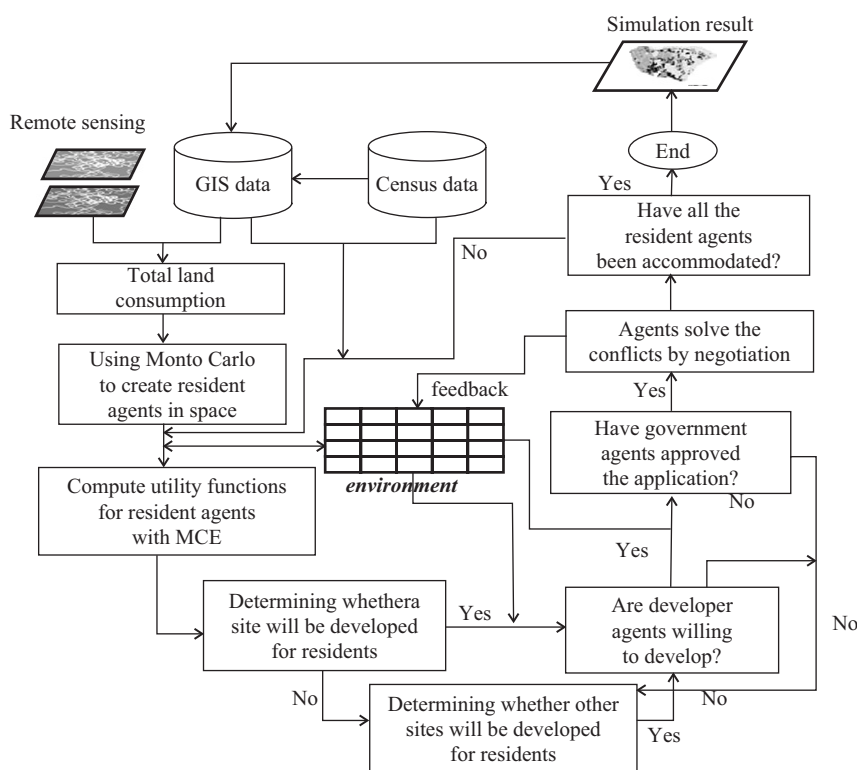 Simulation result
Remote sensing
GIS data
Census data
End
Yes
Have all the
resident agents
been accommodated?
No
Total land
consumption
Agents solve the
conflicts by negotiation
Using Monto Carlo
to create resident
agents in space
feedback
Yes
Have government
agents approved
the application?
No
environment
Compute utility functions
for resident agents
with MCE
Yes
Determining whethera
site will be developed
for residents
Yes
Are developer
agents willing
to develop?
No
No
No
Determining whether other
sites will be developed
for residents
Yes